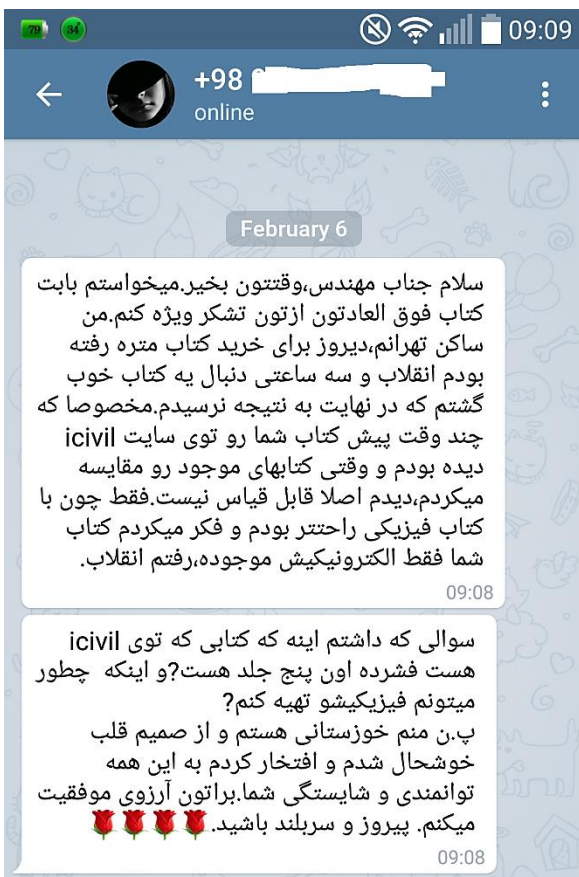 79
34
09:09
+98
online
February 6
سلام جناب مهندس،وقتتون بخیر.میخواستم بابت
کتاب فوق العادتون ازتون تشکر ویژه کنم.من
ساکن تهرانم،دیروز برای خرید کتاب متره رفته
بودم انقلاب و سه ساعتی دنبال یه کتاب خوب
گشتم که در نهایت به نتیجه نرسیدم.مخصوصا که
چند وقت پیش کتاب شما رو توی سایت icivil
دیده بودم و وقتی کتابهای موجود رو مقایسه
میکردم،دیدم اصلا قابل قیاس نیست.فقط چون با
کتاب فیزیکی راحتتر بودم و فکر میکردم کتاب
شما فقط الکترونیکیش موجوده،رفتم انقلاب.
09:08
سوالی که داشتم اینه که کتابی که توی icivil
هست فشرده اون پنج جلد هست?و اینکه چطور
میتونم فیزیکیشو تهیه کنم?
پ.ن منم خوزستانی هستم و از صمیم قلب
خوشحال شدم و افتخار کردم به این همه
توانمندی و شایستگی شما.براتون آرزوی موفقیت
میکنم. پیروز و سربلند باشید.🌹🌹🌹🌹
09:08